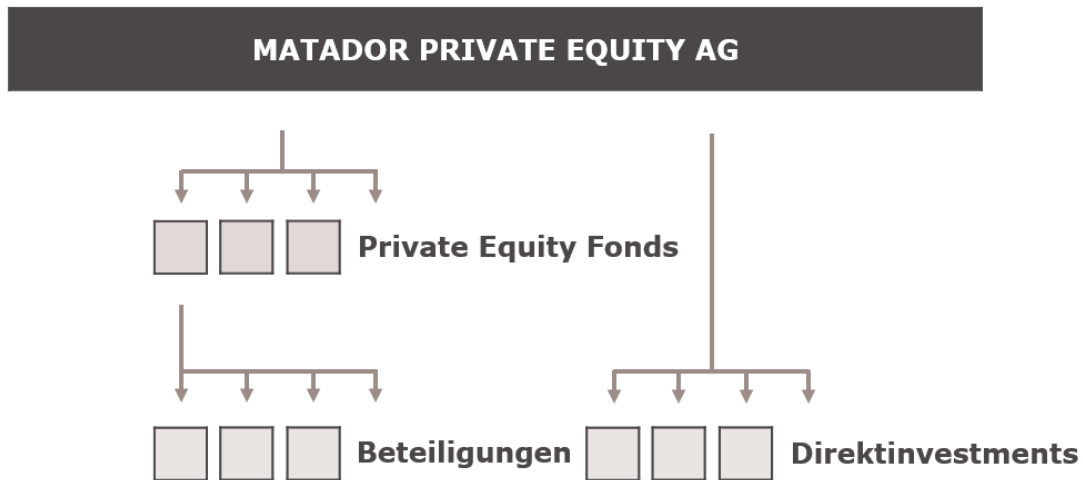 MATADOR PRIVATE EQUITY AG
Private Equity Fonds
Beteiligungen
Direktinvestments